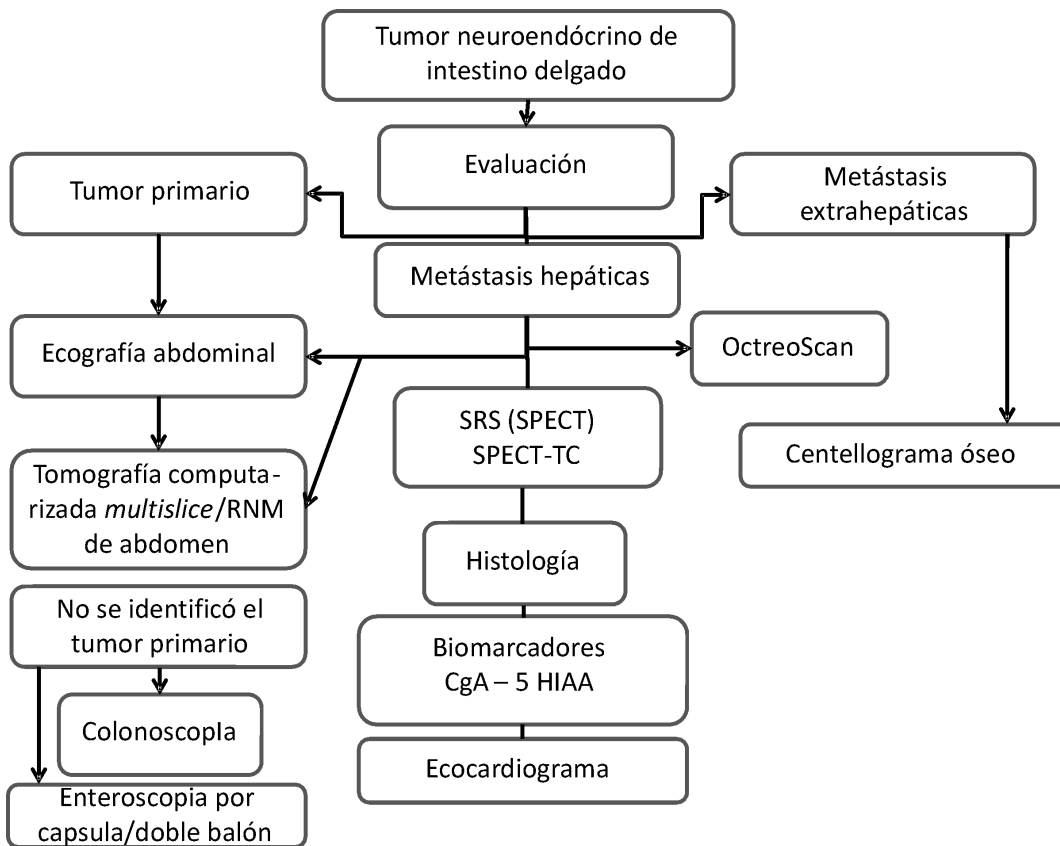 Tumor neuroendócrino de
intestino delgado
Evaluación
Tumor primario
Metástasis
extrahepáticas
Metástasis hepáticas
Ecografía abdominal
OctreoScan
SRS (SPECT)
SPECT-TC
Centellograma óseo
Tomografía computa-
rizada multislice/RNM
de abdomen
Histología
No se identificó el
tumor primario
Biomarcadores
CgA – 5 HIAA
Colonoscopla
Ecocardiograma
Enteroscopia por
capsula/doble balón